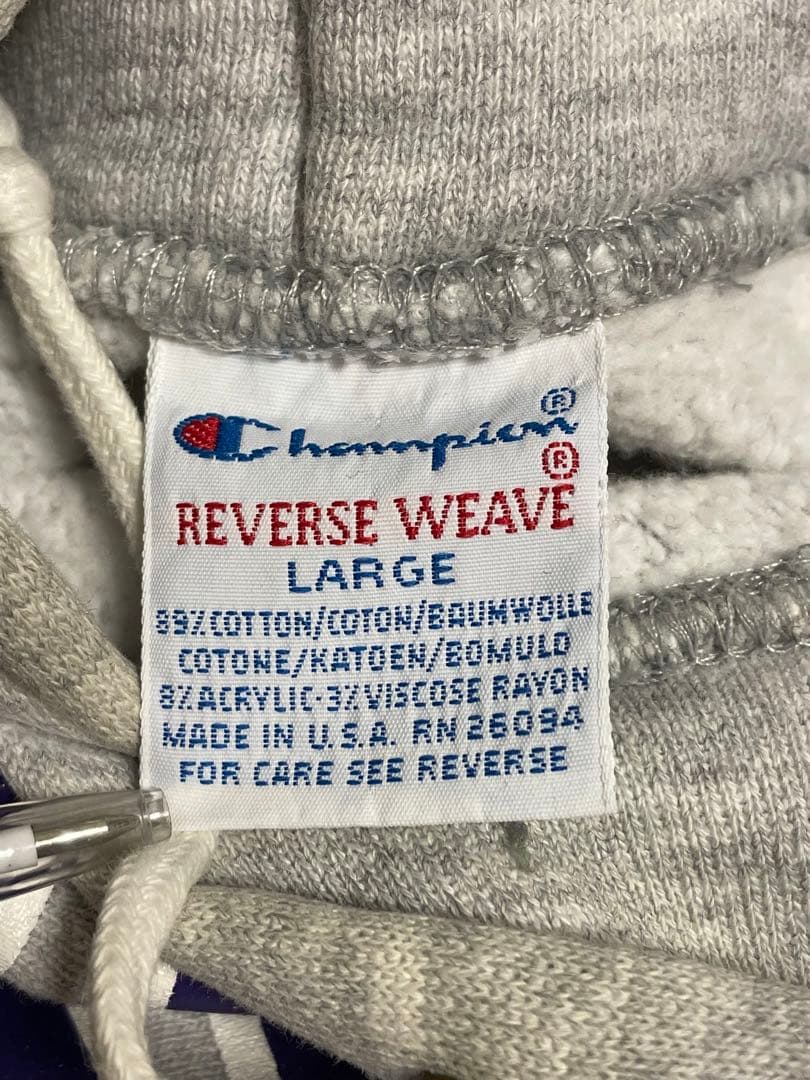 Champion®
REVERSE WEAVE®
LARGE
89% COTTON/COTON/BAUMWOLLE
COTONE/KATOEN/BOMULD
8% ACRYLIC·3% VISCOSE RAYON
MADE IN U.S.A. RN 26094
FOR CARE SEE REVERSE